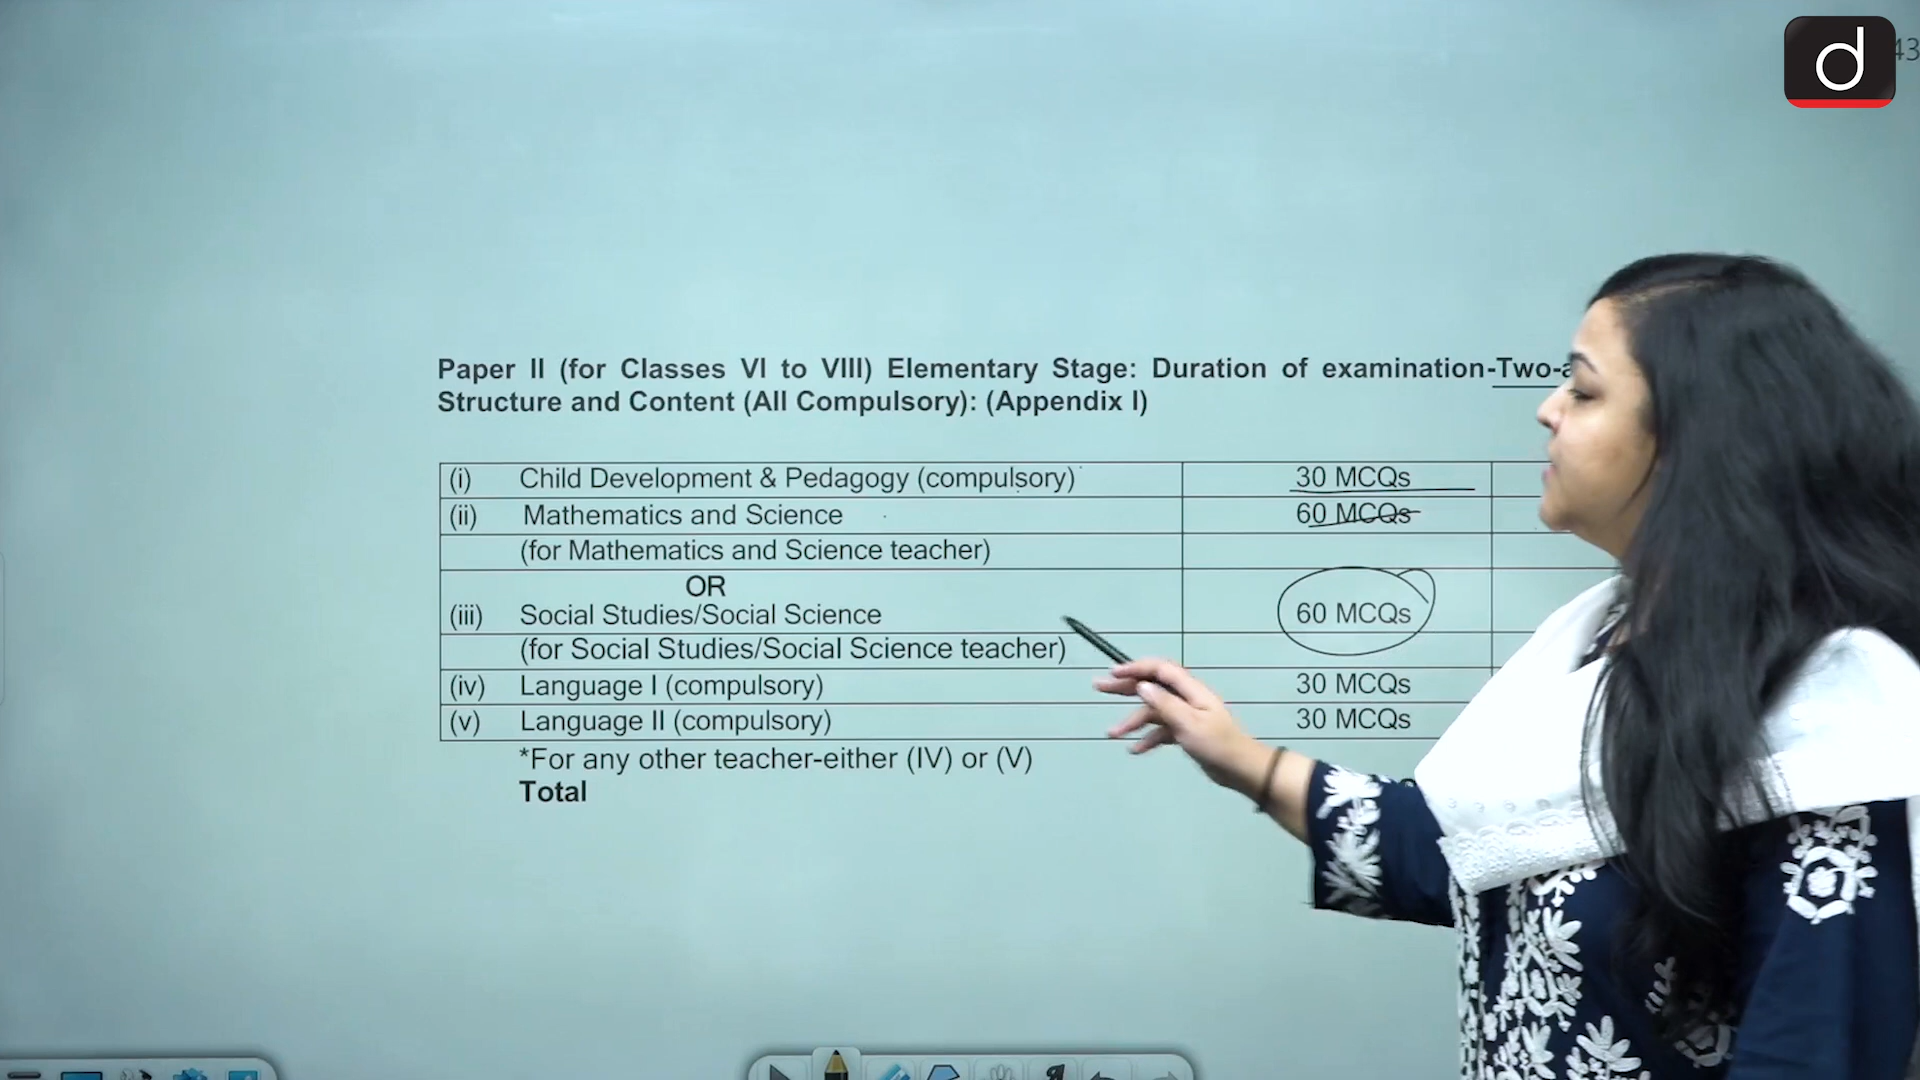 d
43
Paper II (for Classes VI to VIII) Elementary Stage: Duration of examination-Two-a
Structure and Content (All Compulsory): (Appendix I)
(i) Child Development & Pedagogy (compulsory) 30 MCQs
(ii) Mathematics and Science 60 MCQs
(for Mathematics and Science teacher)
OR
(iii) Social Studies/Social Science 60 MCQs
(for Social Studies/Social Science teacher)
(iv) Language I (compulsory) 30 MCQs
(v) Language II (compulsory) 30 MCQs
*For any other teacher-either (IV) or (V)
Total